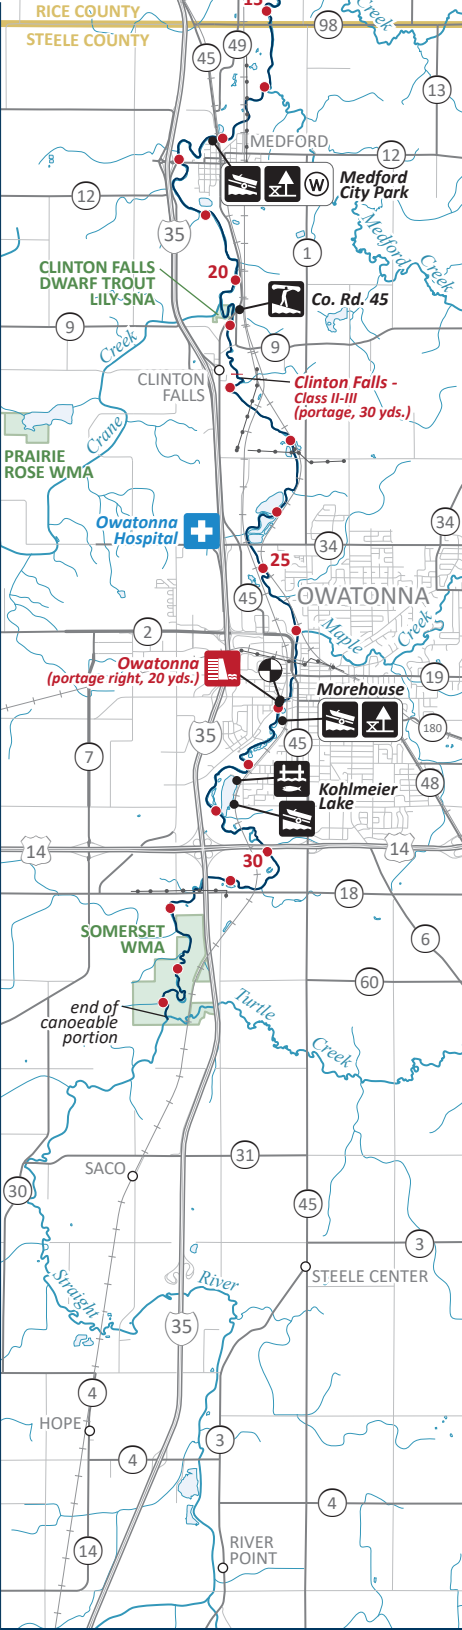 15
RICE COUNTY
STEELE COUNTY
98
Creek
49
45
13
MEDFORD
12
Medford
City Park
W
12
Medford
Creek
35
1
CLINTON FALLS
DWARF TROUT
LILY SNA
20
Co. Rd. 45
9
9
Creek
CLINTON
FALLS
Clinton Falls -
Class II-III
(portage, 30 yds.)
Crane
PRAIRIE
ROSE WMA
Owatonna
Hospital
34
34
25
45
OWATONNA
2
Maple
Creek
Owatonna
(portage right, 20 yds.)
19
Morehouse
35
45
180
7
Kohlmeier
Lake
48
14
14
30
18
SOMERSET
WMA
6
60
end of
canoeable
portion
Turtle
Creek
31
SACO
30
45
3
STEELE CENTER
Straight
River
35
4
HOPE
3
4
4
14
RIVER
POINT